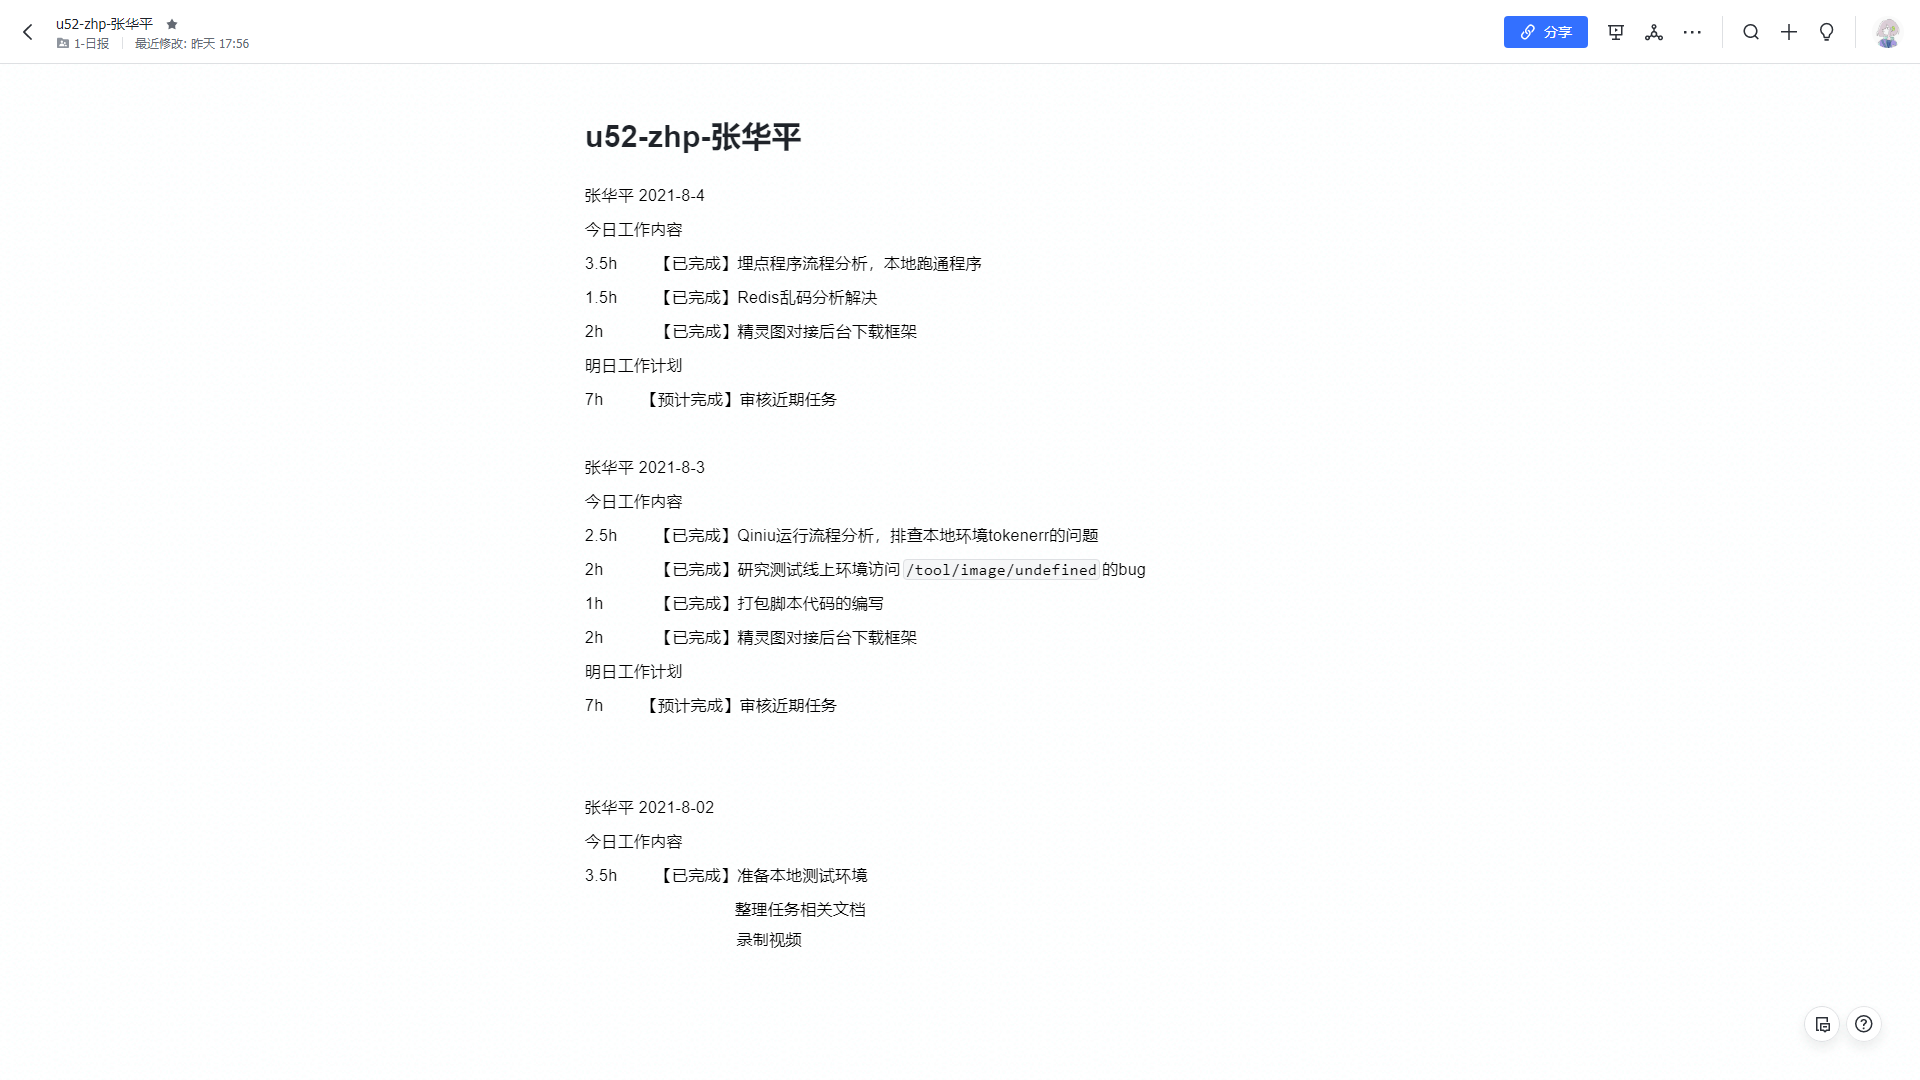 u52-zhp-张华平
1-日报 最近修改: 昨天 17:56
分享
u52-zhp-张华平
张华平 2021-8-4
今日工作内容
3.5h 【已完成】埋点程序流程分析，本地跑通程序
1.5h 【已完成】Redis乱码分析解决
2h 【已完成】精灵图对接后台下载框架
明日工作计划
7h 【预计完成】审核近期任务
张华平 2021-8-3
今日工作内容
2.5h 【已完成】Qiniu运行流程分析，排查本地环境tokenerr的问题
2h 【已完成】研究测试线上环境访问 /tool/image/undefined 的bug
1h 【已完成】打包脚本代码的编写
2h 【已完成】精灵图对接后台下载框架
明日工作计划
7h 【预计完成】审核近期任务
张华平 2021-8-02
今日工作内容
3.5h 【已完成】准备本地测试环境
整理任务相关文档
录制视频